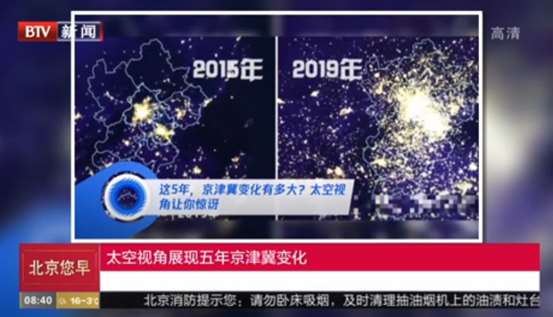 BTV 新闻
高清
2015年
2019年
这5年，京津冀变化有多大？太空视
角让你惊讶
太空视角展现五年京津冀变化
北京您早
08:40
16~3℃
北京消防提示您：请勿卧床吸烟，及时清理抽油烟机上的油渍和灶台